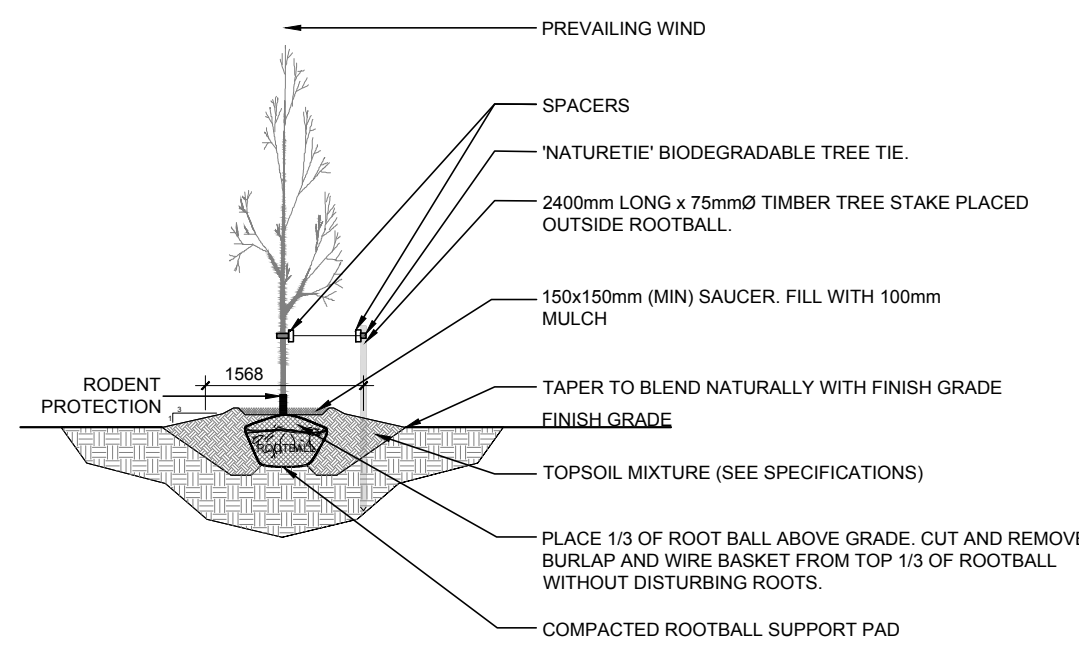 PREVAILING WIND
SPACERS
'NATURETIE' BIODEGRADABLE TREE TIE.
2400mm LONG x 75mmØ TIMBER TREE STAKE PLACED
OUTSIDE ROOTBALL.
150x150mm (MIN) SAUCER. FILL WITH 100mm
MULCH
1568
RODENT
PROTECTION
3
1
TAPER TO BLEND NATURALLY WITH FINISH GRADE
FINISH GRADE
ROOTBALL
TOPSOIL MIXTURE (SEE SPECIFICATIONS)
PLACE 1/3 OF ROOT BALL ABOVE GRADE. CUT AND REMOVE
BURLAP AND WIRE BASKET FROM TOP 1/3 OF ROOTBALL
WITHOUT DISTURBING ROOTS.
COMPACTED ROOTBALL SUPPORT PAD